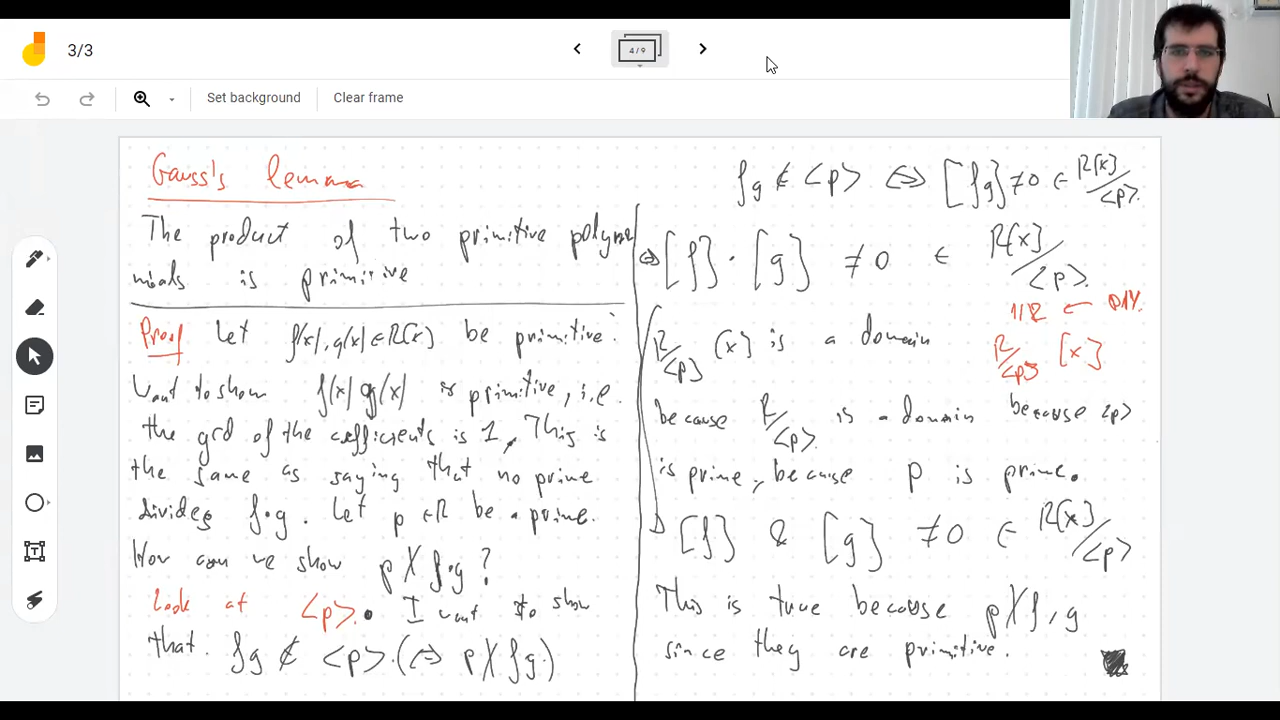 3/3
4/9
Set background
Clear frame
Gauss's lemma
The product of two primitive polyno
mials is primitive
Proof Let f(x), g(x) ∈ R[x] be primitive.
Want to show f(x) g(x) is primitive, i.e.
the gcd of the coefficients is 1. This is
the same as saying that no prime
divides f·g. Let p ∈ R be a prime.
How can we show p ∤ f·g?
Look at <p>. I want to show
that fg ∉ <p>. (⇔ p ∤ fg.)
fg ∉ <p> ⇔ [fg] ≠ 0 ∈ R[x]/<p>.
⇔ [f] · [g] ≠ 0 ∈ R[x]/<p>.
112 ← DIY.
R/<p> [x] is a domain
R/<p> [x]
because R/<p>. is a domain because <p>
is prime, because p is prime.
[f] & [g] ≠ 0 ∈ R[x]/<p>
This is true because p ∤ f, g
since they are primitive.